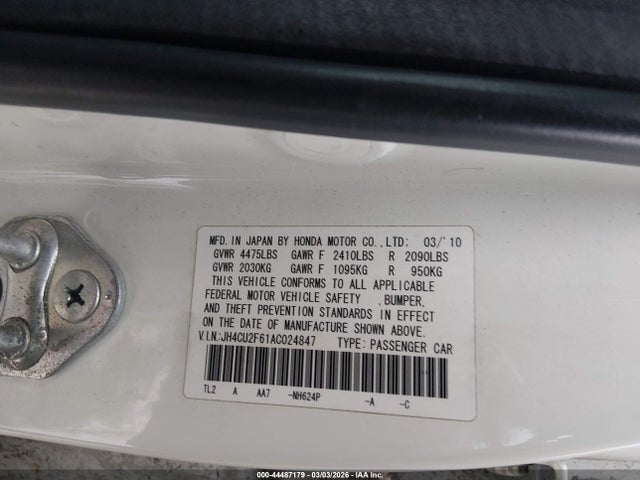 MFD. IN JAPAN BY HONDA MOTOR CO., LTD: 03/'10
GVWR 4475LBS GAWR F 2410LBS R 2090LBS
GVWR 2030KG GAWR F 1095KG R 950KG
THIS VEHICLE CONFORMS TO ALL APPLICABLE
FEDERAL MOTOR VEHICLE SAFETY , BUMPER,
AND THEFT PREVENTION STANDARDS IN EFFECT
ON THE DATE OF MANUFACTURE SHOWN ABOVE.
V.I.N:JH4CU2F61AC024847 TYPE: PASSENGER CAR
TL2 A AA7 -NH624P -A -C
000-44487179 | 03/03/2026 | IAA Inc.